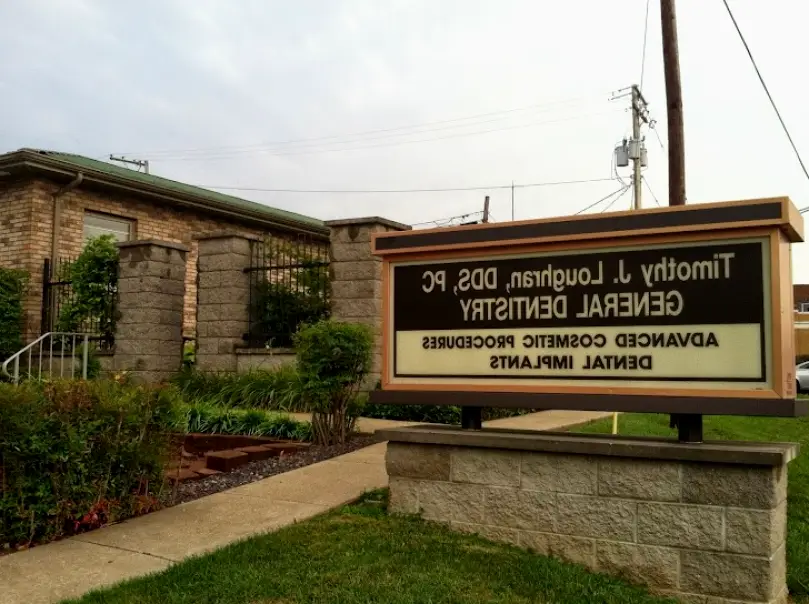 Timothy J. Loughran, DDS, PC
GENERAL DENTISTRY
ADVANCED COSMETIC PROCEDURES
DENTAL IMPLANTS